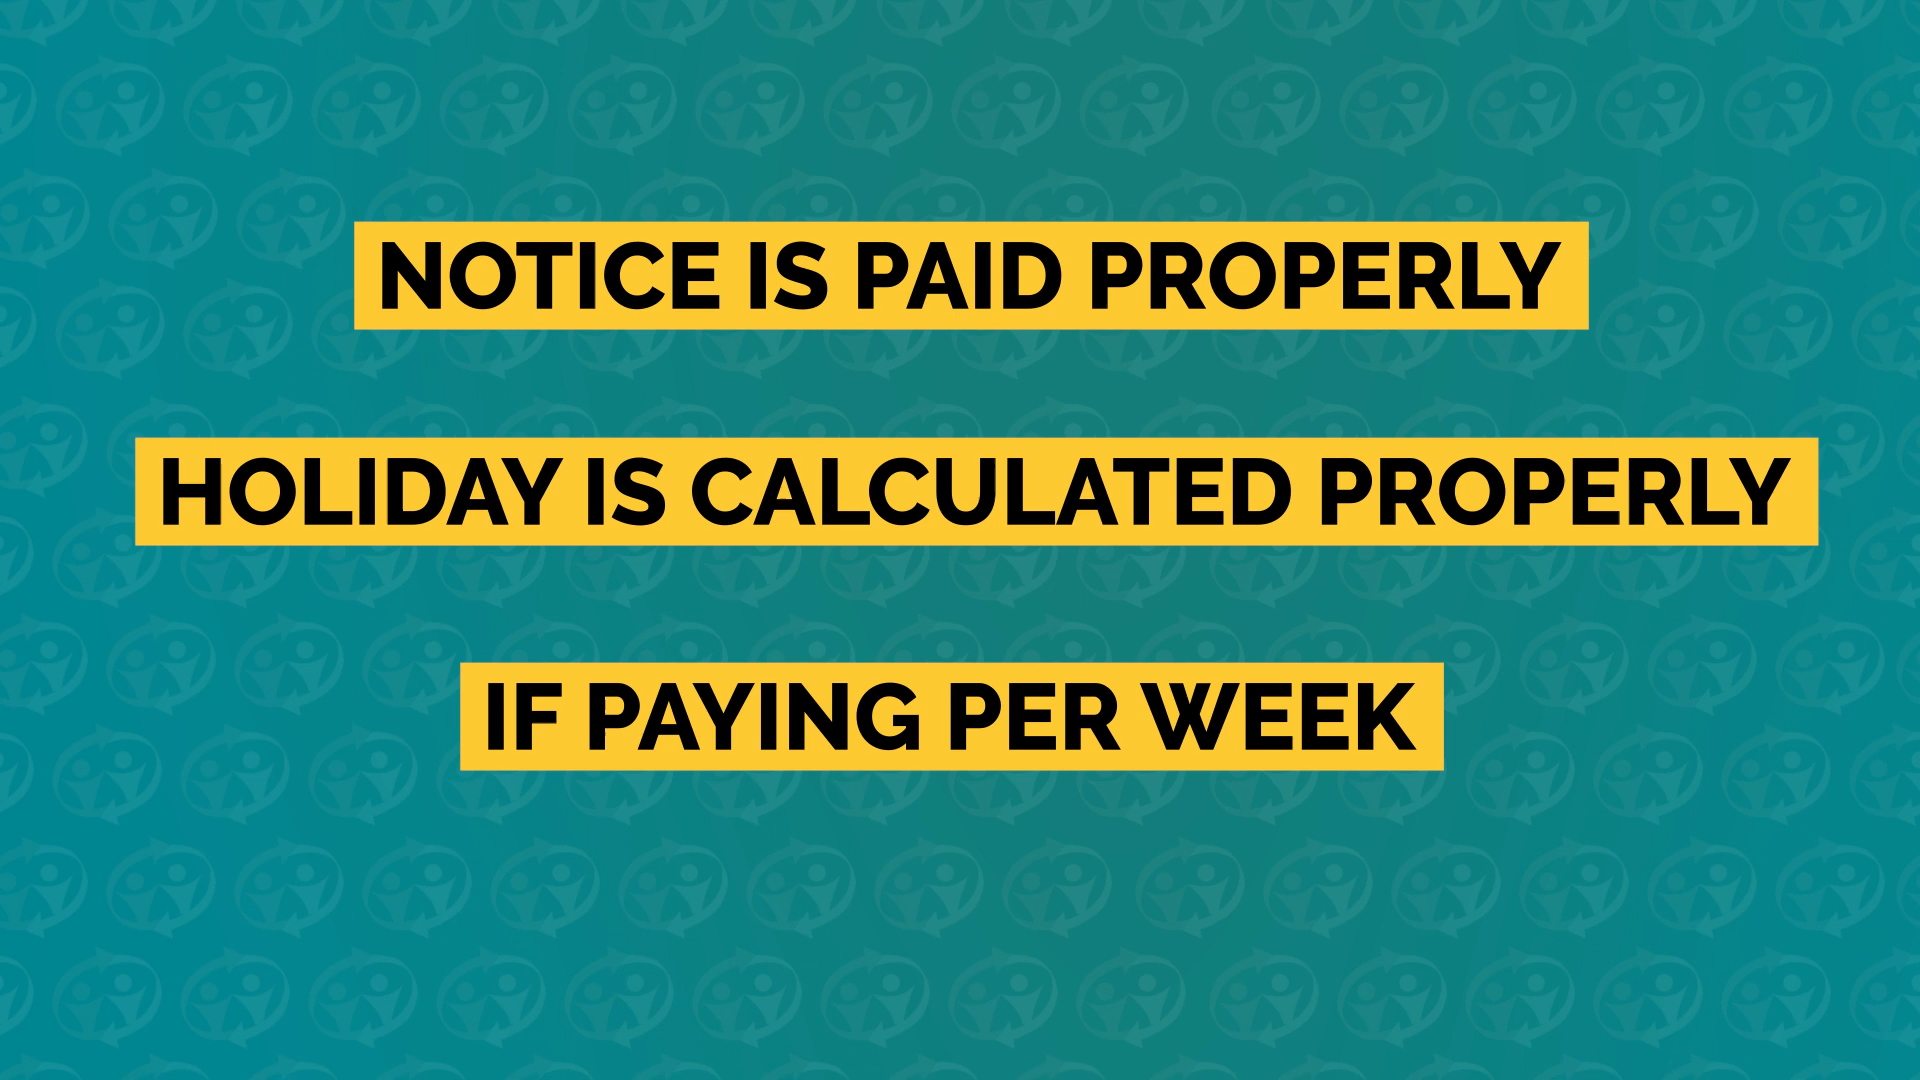 NOTICE IS PAID PROPERLY
HOLIDAY IS CALCULATED PROPERLY
IF PAYING PER WEEK